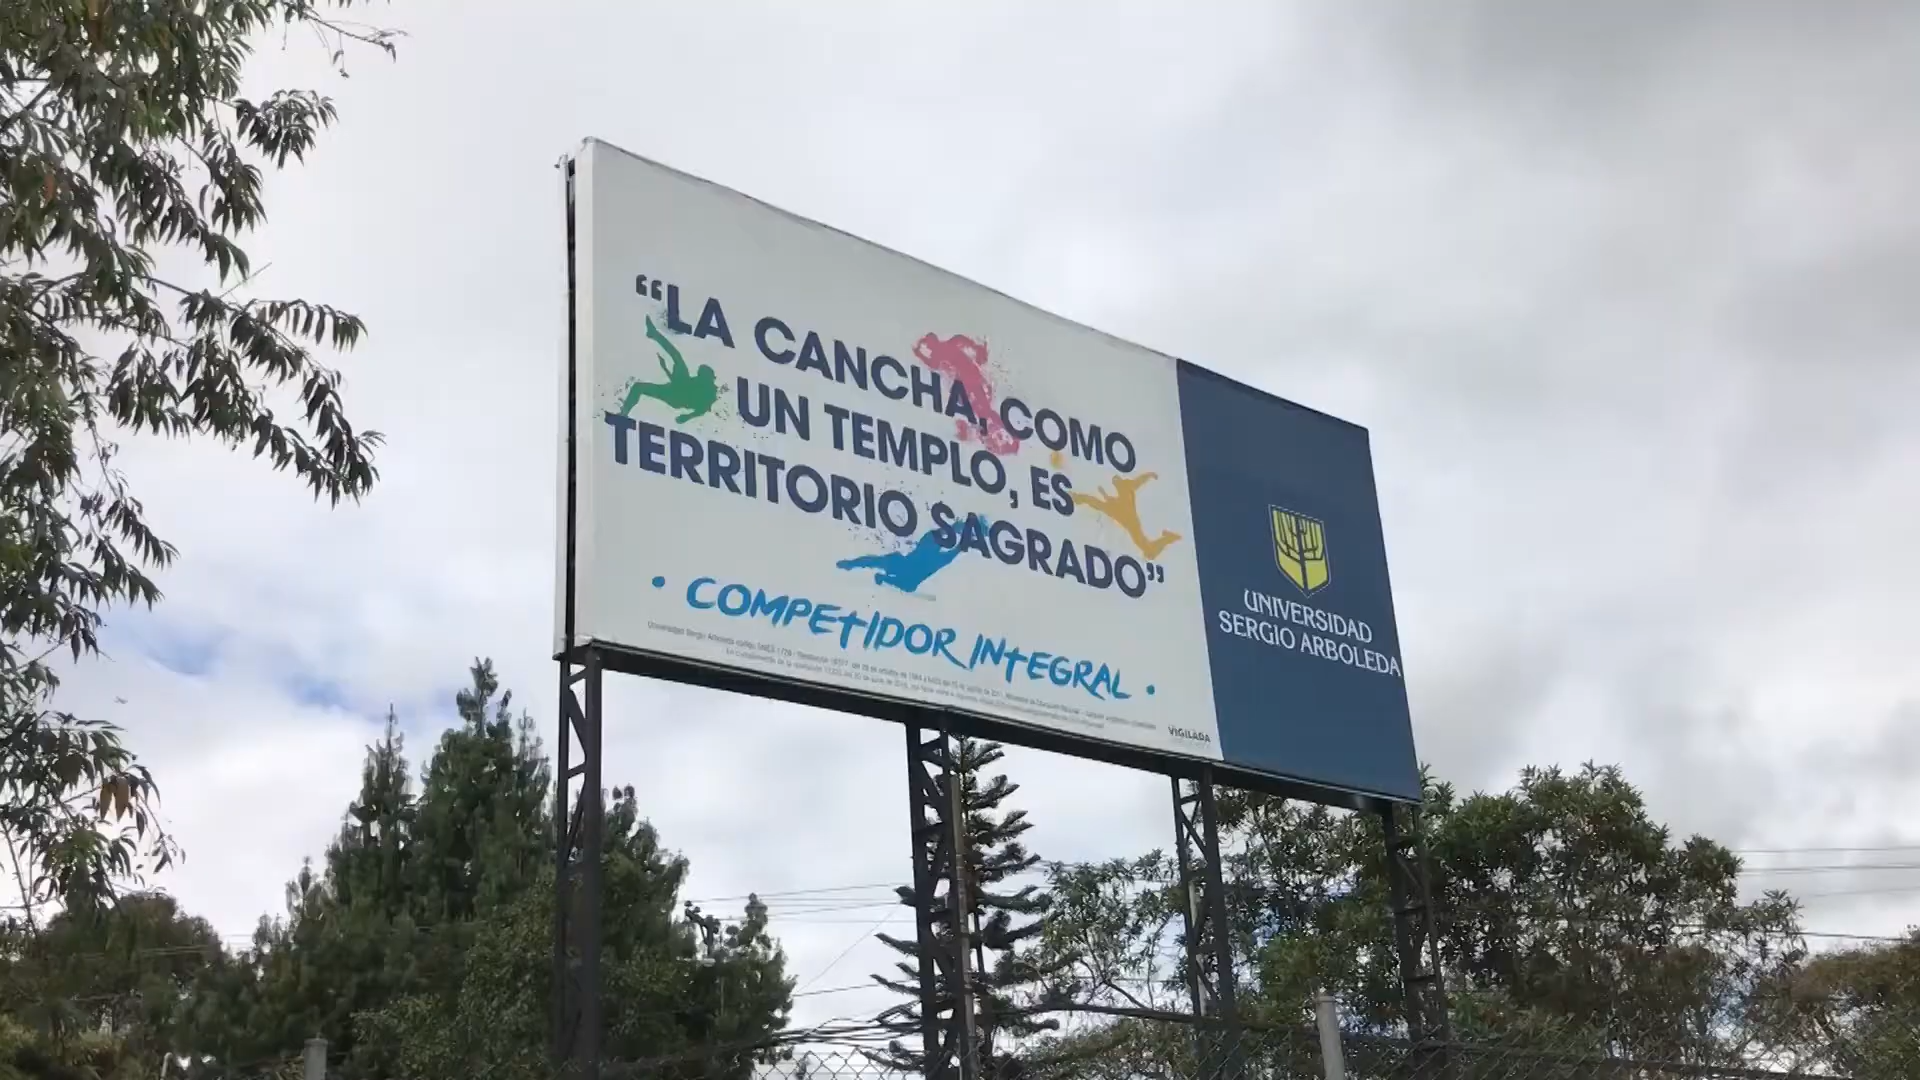 “LA CANCHA, COMO
UN TEMPLO, ES
TERRITORIO SAGRADO”
• COMPETIDOR INTEGRAL •
VIGILADA
UNIVERSIDAD
SERGIO ARBOLEDA